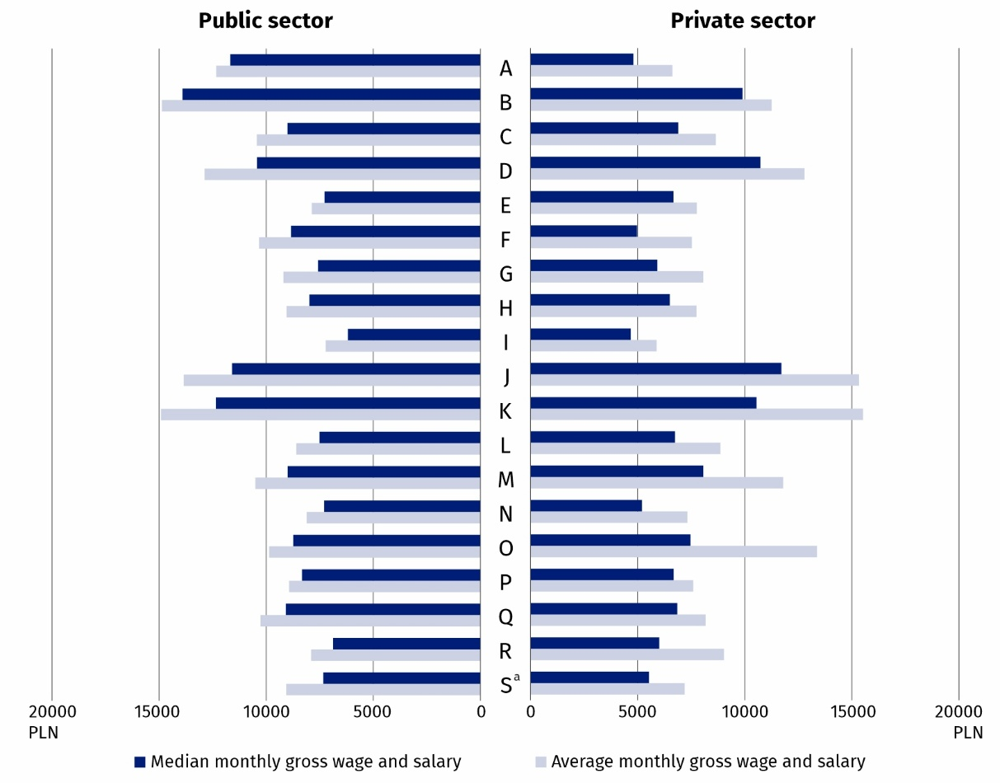 Public sector Private sector
A
B
C
D
E
F
G
H
I
J
K
L
M
N
O
P
Q
R
Sᵃ
20000 15000 10000 5000 0 0 5000 10000 15000 20000
PLN PLN
Median monthly gross wage and salary Average monthly gross wage and salary